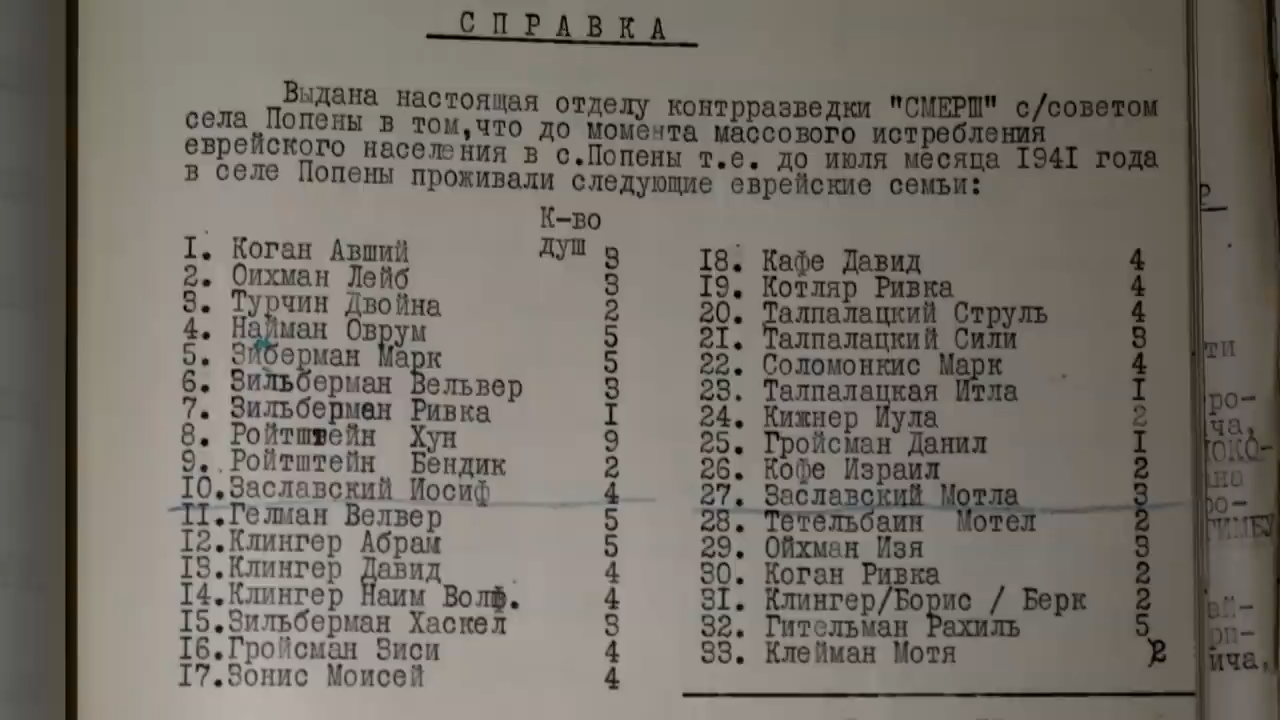 СПРАВКА
Выдана настоящая отделу контрразведки "СМЕРШ" с/советом
села Попены в том,что до момента массового истребления
еврейского населения в с.Попены т.е. до июля месяца I94I года
в селе Попены проживали следующие еврейские семьи:
К-во
душ
I. Коган Авший 3
2. Оихман Лейб 3
3. Турчин Двойна 2
4. Найман Оврум 5
5. Зиберман Марк 5
6. Зильберман Вельвер 3
7. Зильберман Ривка I
8. Ройтштейн Хун 9
9. Ройтштейн Бендик 2
I0.Заславский Иосиф 4
II.Гелман Велвер 5
I2.Клингер Абрам 5
I3.Клингер Давид 4
I4.Клингер Наим Волф. 4
I5.Зильберман Хаскел 3
I6.Гройсман Зиси 4
I7.Зонис Моисей 4
I8. Кафе Давид 4
I9. Котляр Ривка 4
20. Талпалацкий Струль 4
2I. Талпалацкий Сили 3
22. Соломонкис Марк 4
23. Талпалацкая Итла I
24. Кижнер Иула 2
25. Гройсман Данил I
26. Кофе Израил 2
27. Заславский Мотла 3
28. Тетельбаин Мотел 2
29. Ойхман Изя 3
30. Коган Ривка 2
3I. Клингер/Борис / Берк 2
32. Гительман Рахиль 5
33. Клейман Мотя 2